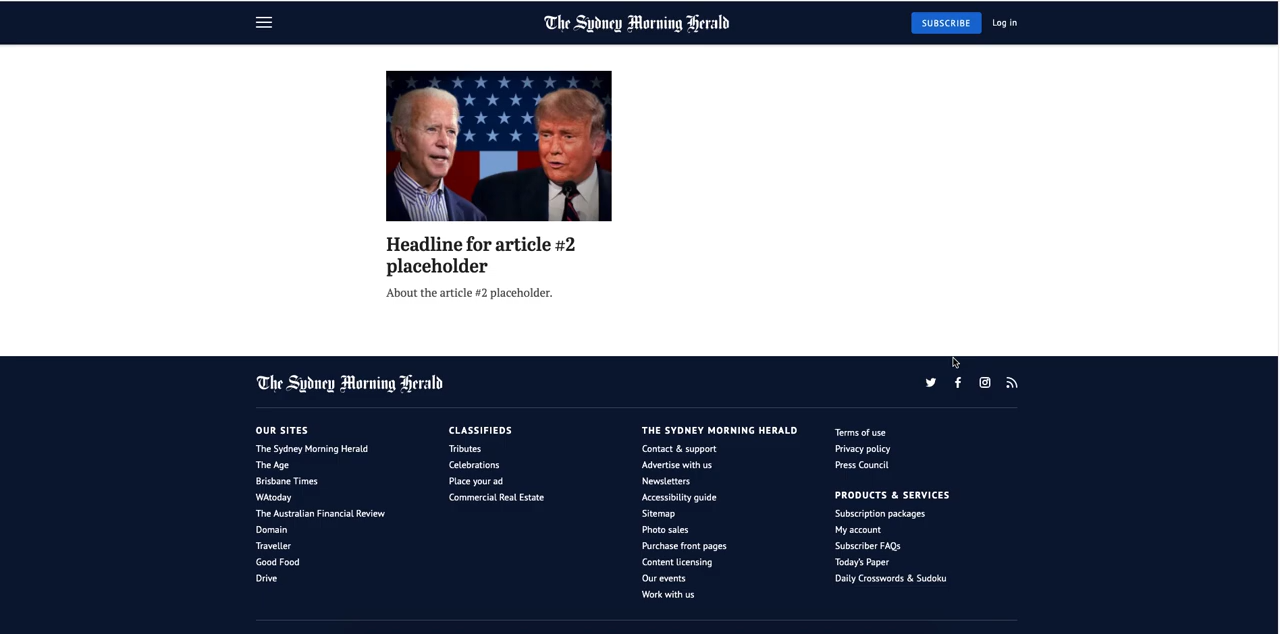 The Sydney Morning Herald
SUBSCRIBE
Log in
Headline for article #2
placeholder
About the article #2 placeholder.
The Sydney Morning Herald
OUR SITES
The Sydney Morning Herald
The Age
Brisbane Times
WAtoday
The Australian Financial Review
Domain
Traveller
Good Food
Drive
CLASSIFIEDS
Tributes
Celebrations
Place your ad
Commercial Real Estate
THE SYDNEY MORNING HERALD
Contact & support
Advertise with us
Newsletters
Accessibility guide
Sitemap
Photo sales
Purchase front pages
Content licensing
Our events
Work with us
Terms of use
Privacy policy
Press Council
PRODUCTS & SERVICES
Subscription packages
My account
Subscriber FAQs
Today's Paper
Daily Crosswords & Sudoku